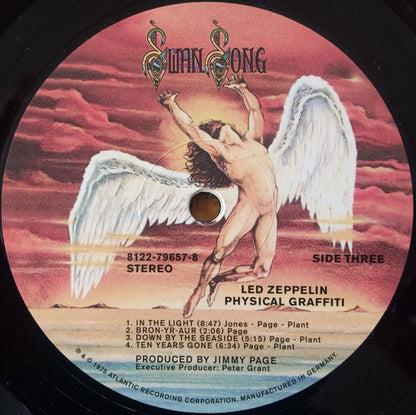 SWAN SONG
8122-79657-8
STEREO
SIDE THREE
LED ZEPPELIN
PHYSICAL GRAFFITI
1. IN THE LIGHT (8:47) Jones - Page - Plant
2. BRON-YR-AUR (2:06) Page
3. DOWN BY THE SEASIDE (5:15) Page - Plant
4. TEN YEARS GONE (6:34) Page - Plant
PRODUCED BY JIMMY PAGE
Executive Producer: Peter Grant
℗ & © 1975 ATLANTIC RECORDING CORPORATION. MANUFACTURED IN GERMANY.